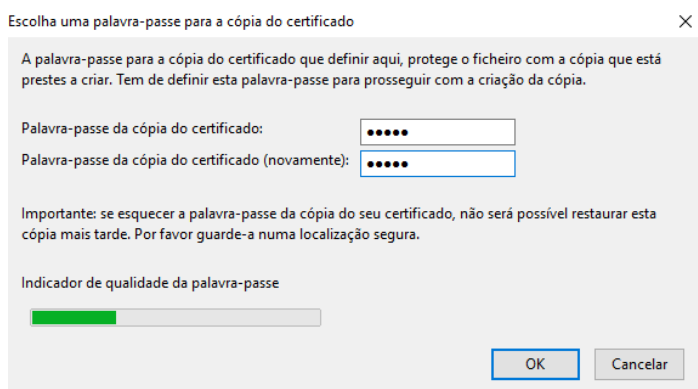 Escolha uma palavra-passe para a cópia do certificado
A palavra-passe para a cópia do certificado que definir aqui, protege o ficheiro com a cópia que está
prestes a criar. Tem de definir esta palavra-passe para prosseguir com a criação da cópia.
Palavra-passe da cópia do certificado:
Palavra-passe da cópia do certificado (novamente):
Importante: se esquecer a palavra-passe da cópia do seu certificado, não será possível restaurar esta
cópia mais tarde. Por favor guarde-a numa localização segura.
Indicador de qualidade da palavra-passe
OK
Cancelar